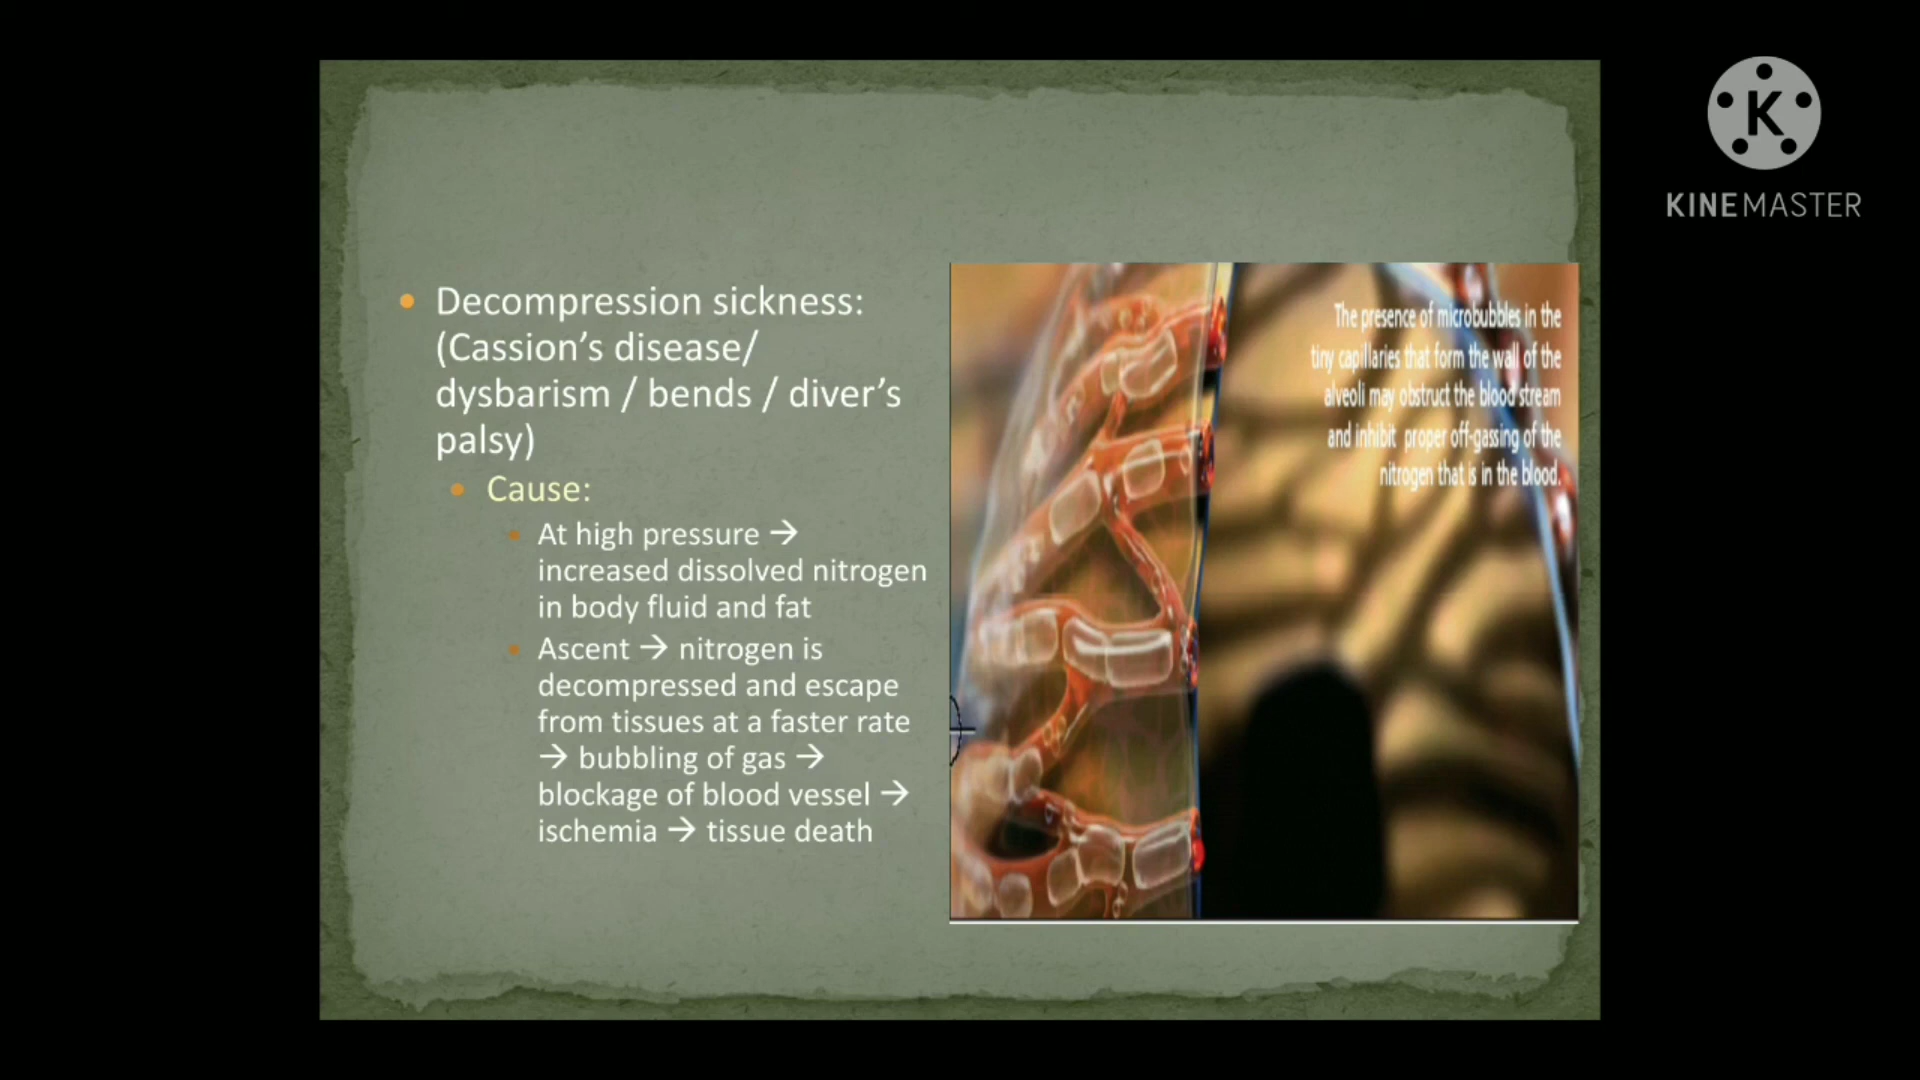 Decompression sickness:
(Cassion's disease/
dysbarism / bends / diver's
palsy)
Cause:
At high pressure →
increased dissolved nitrogen
in body fluid and fat
Ascent → nitrogen is
decompressed and escape
from tissues at a faster rate
→ bubbling of gas →
blockage of blood vessel →
ischemia → tissue death
The presence of microbubbles in the
tiny capillaries that form the wall of the
alveoli may obstruct the blood stream
and inhibit proper off-gassing of the
nitrogen that is in the blood.
K
KINEMASTER